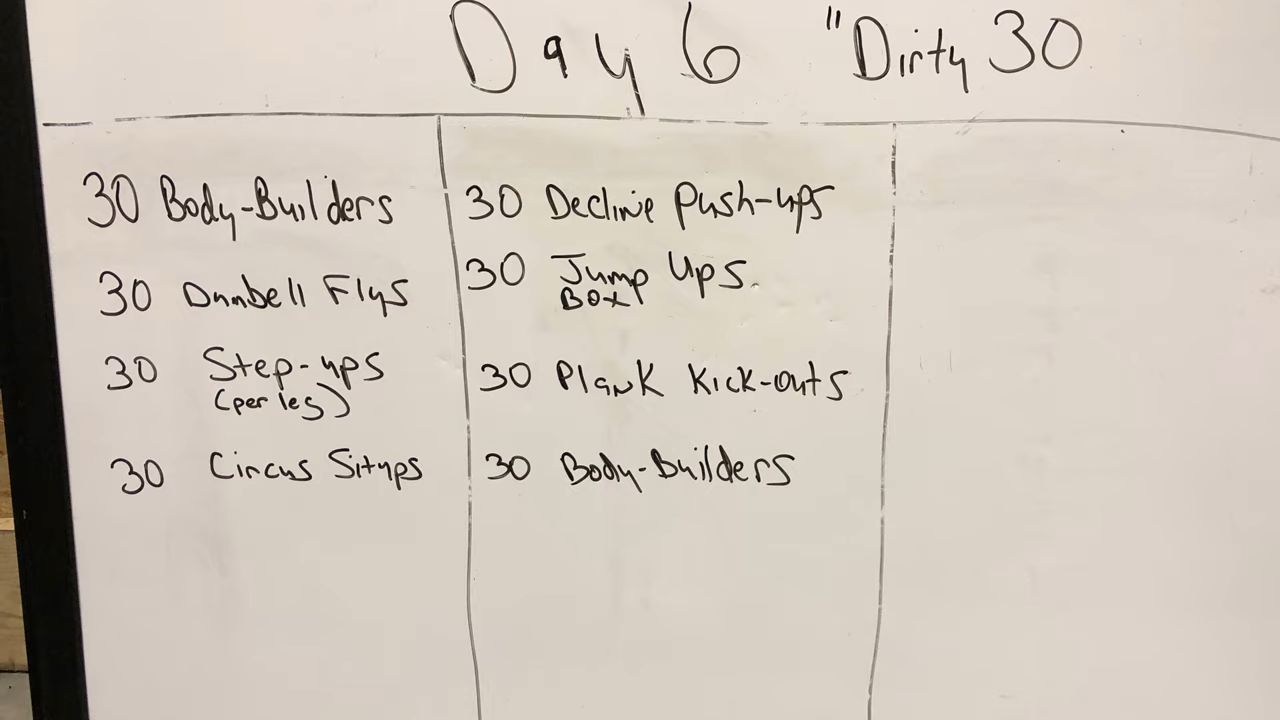 Day 6 "Dirty 30
30 Body-Builders
30 Dumbell Flys
30 Step-ups
(per leg)
30 Circus Situps
30 Decline Push-ups
30 Jump Ups.
Box
30 Plank Kick-outs
30 Body-Builders